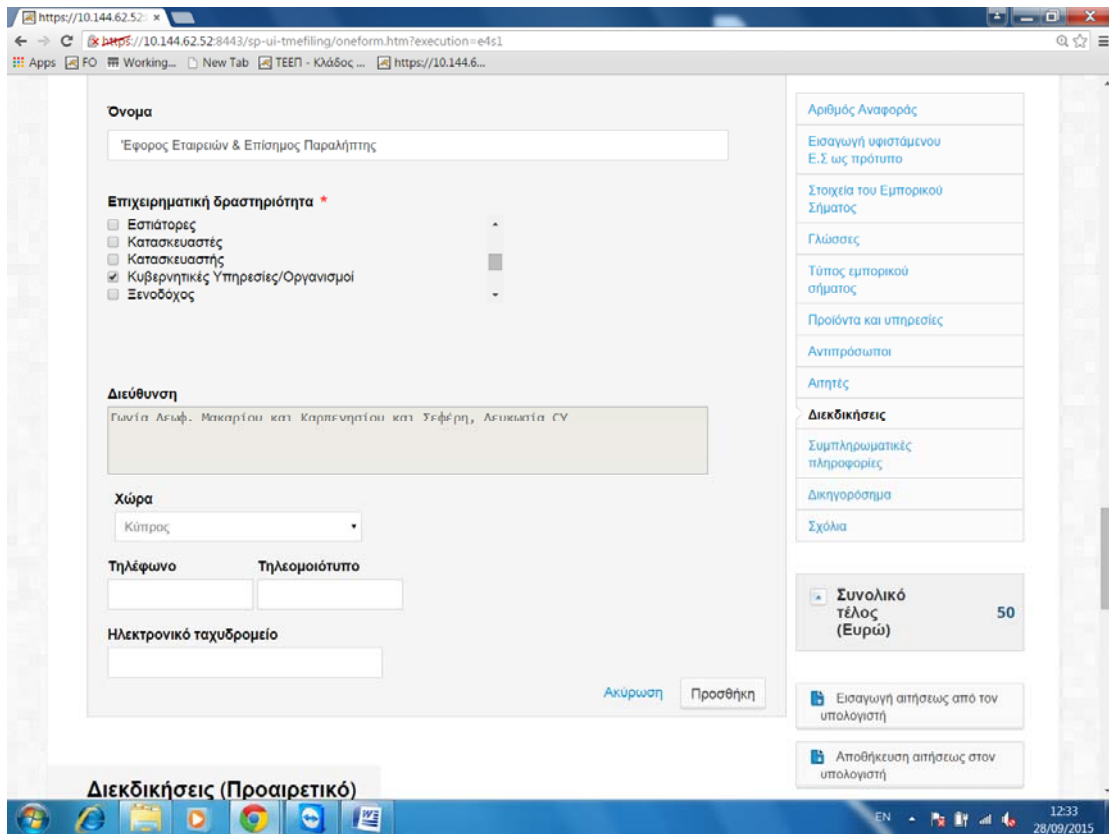 https://10.144.62.52:
https://10.144.62.52:8443/sp-ui-tmefiling/oneform.htm?execution=e4s1
Apps FO Working... New Tab ΤΕΕΠ - Κλάδος ... https://10.144.6...
Όνομα
Έφορος Εταιρειών & Επίσημος Παραλήπτης
Επιχειρηματική δραστηριότητα *
Εστιάτορες
Κατασκευαστές
Κατασκευαστής
Κυβερνητικές Υπηρεσίες/Οργανισμοί
Ξενοδόχος
Διεύθυνση
Γωνία Λεωφ. Μακαρίου και Καρπενησίου και Σεφέρη, Λευκωσία CY
Χώρα
Κύπρος
Τηλέφωνο Τηλεομοιότυπο
Ηλεκτρονικό ταχυδρομείο
Ακύρωση Προσθήκη
Διεκδικήσεις (Προαιρετικό)
Αριθμός Αναφοράς
Εισαγωγή υφιστάμενου
Ε.Σ ως πρότυπο
Στοιχεία του Εμπορικού
Σήματος
Γλώσσες
Τύπος εμπορικού
σήματος
Προϊόντα και υπηρεσίες
Αντιπρόσωποι
Αιτητές
Διεκδικήσεις
Συμπληρωματικές
πληροφορίες
Δικηγορόσημα
Σχόλια
Συνολικό
τέλος 50
(Ευρώ)
Εισαγωγή αιτήσεως από τον
υπολογιστή
Αποθήκευση αιτήσεως στον
υπολογιστή
EN 12:33
28/09/2015